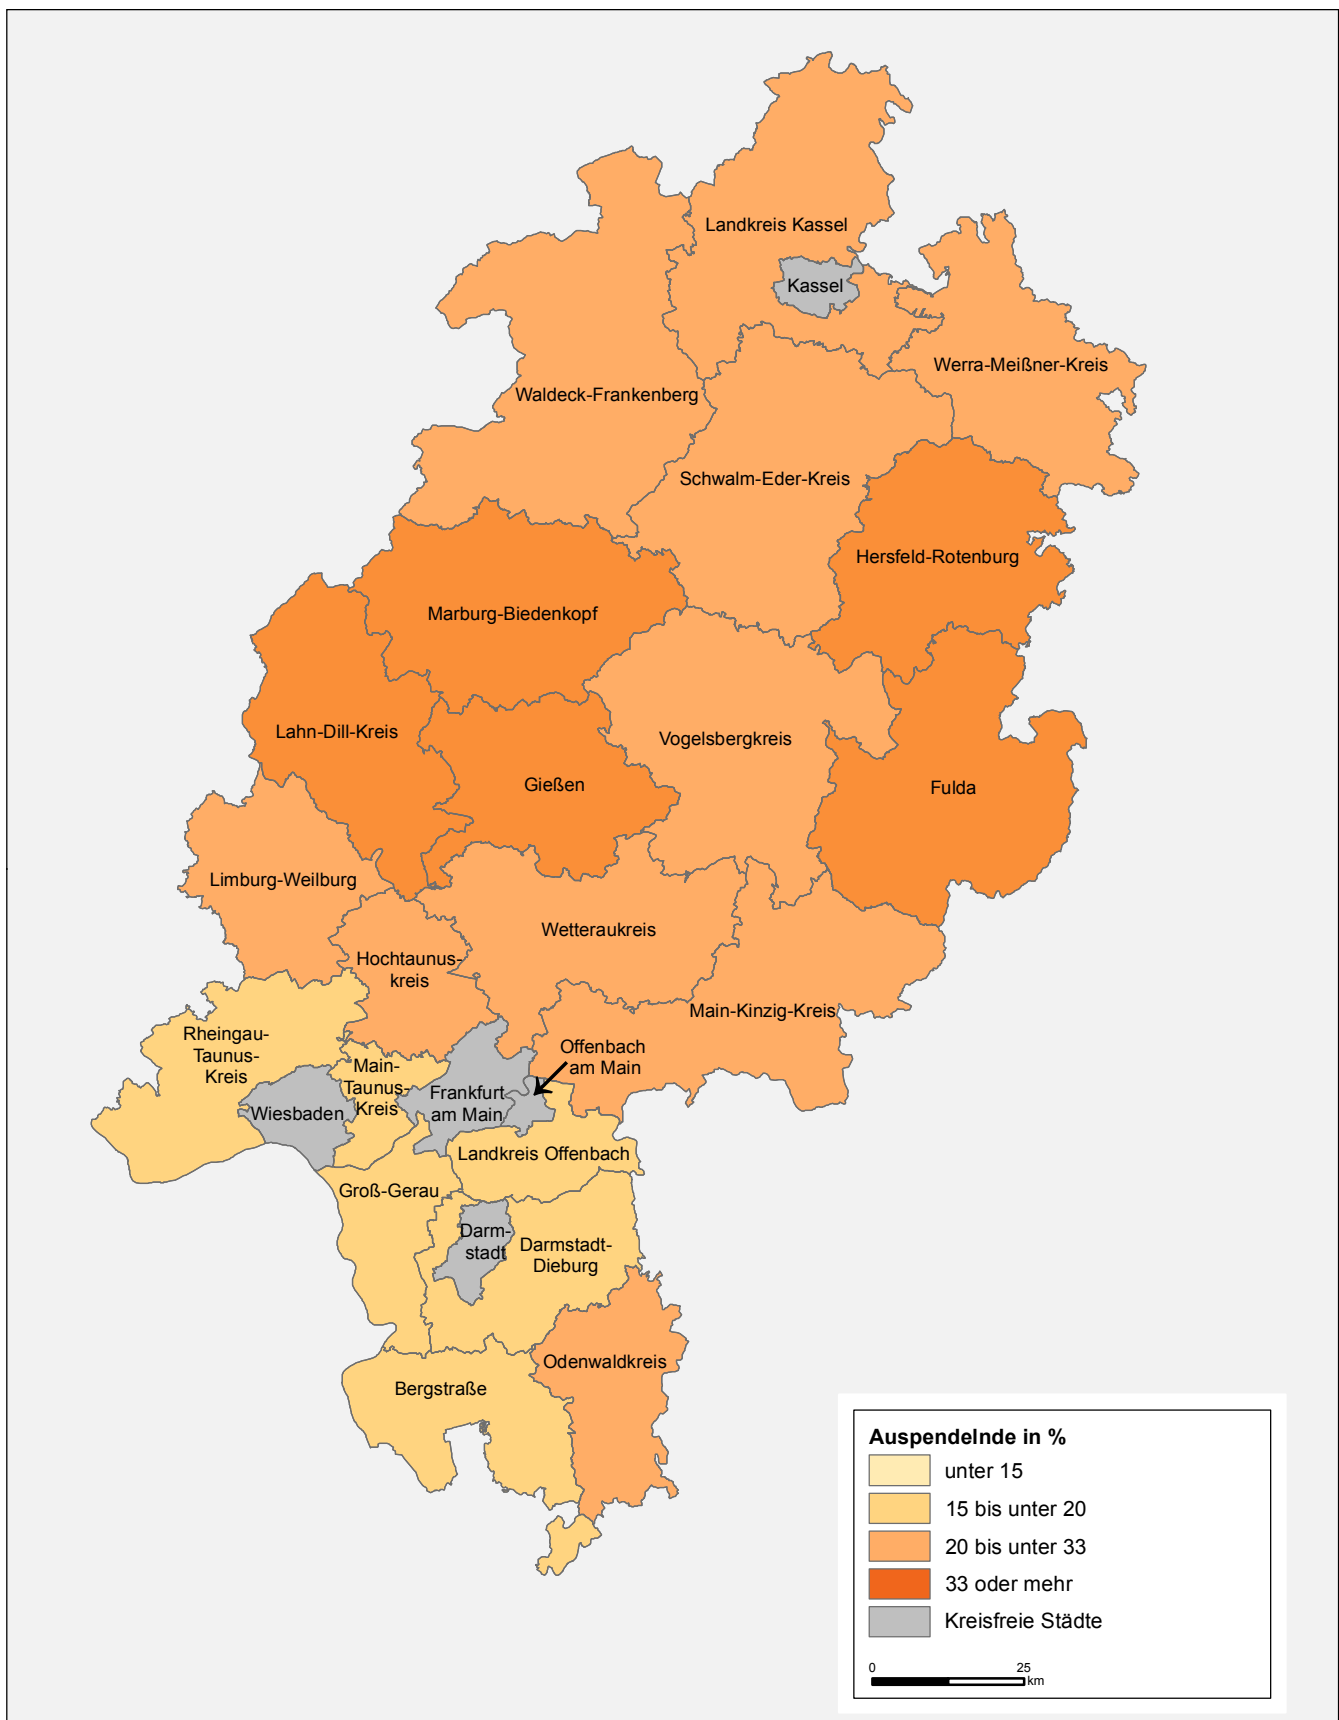 Landkreis Kassel
Kassel
Werra-Meißner-Kreis
Waldeck-Frankenberg
Schwalm-Eder-Kreis
Hersfeld-Rotenburg
Marburg-Biedenkopf
Lahn-Dill-Kreis
Vogelsbergkreis
Gießen
Fulda
Limburg-Weilburg
Wetteraukreis
Hochtaunus-
kreis
Main-Kinzig-Kreis
Rheingau-
Taunus-
Kreis
Offenbach
am Main
Main-
Taunus-
Kreis
Frankfurt
am Main
Wiesbaden
Landkreis Offenbach
Groß-Gerau
Darm-
stadt
Darmstadt-
Dieburg
Odenwaldkreis
Bergstraße
Auspendelnde in %
unter 15
15 bis unter 20
20 bis unter 33
33 oder mehr
Kreisfreie Städte
0 25
km